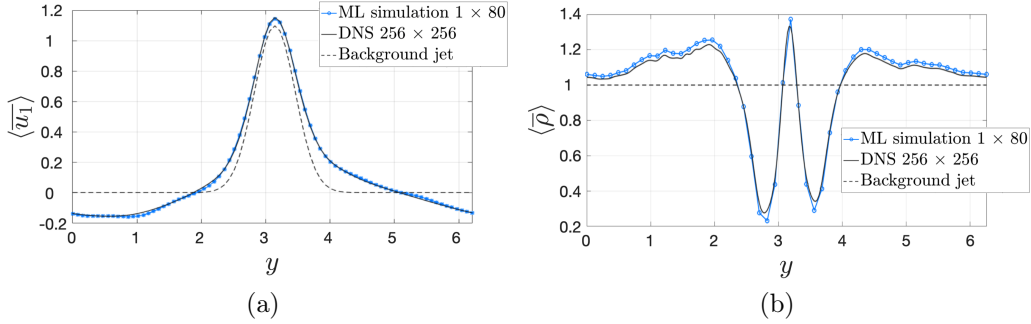 ML simulation 1 × 80
DNS 256 × 256
Background jet
1.2
1
0.8
0.6
0.4
0.2
0
-0.2
⟨u̅₁⟩
0 1 2 3 4 5 6
y
(a)
ML simulation 1 × 80
DNS 256 × 256
Background jet
1.4
1.2
1
0.8
0.6
0.4
0.2
⟨ρ̅⟩
0 1 2 3 4 5 6
y
(b)